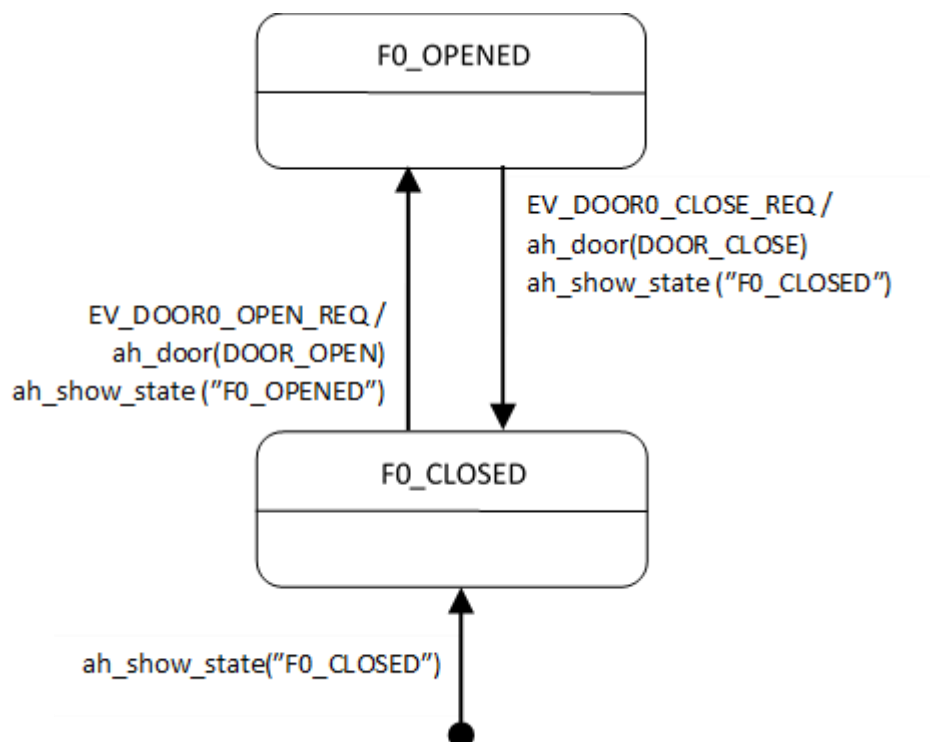 F0_OPENED
EV_DOOR0_CLOSE_REQ /
ah_door(DOOR_CLOSE)
ah_show_state (”F0_CLOSED”)
EV_DOOR0_OPEN_REQ /
ah_door(DOOR_OPEN)
ah_show_state (”F0_OPENED”)
F0_CLOSED
ah_show_state(”F0_CLOSED”)